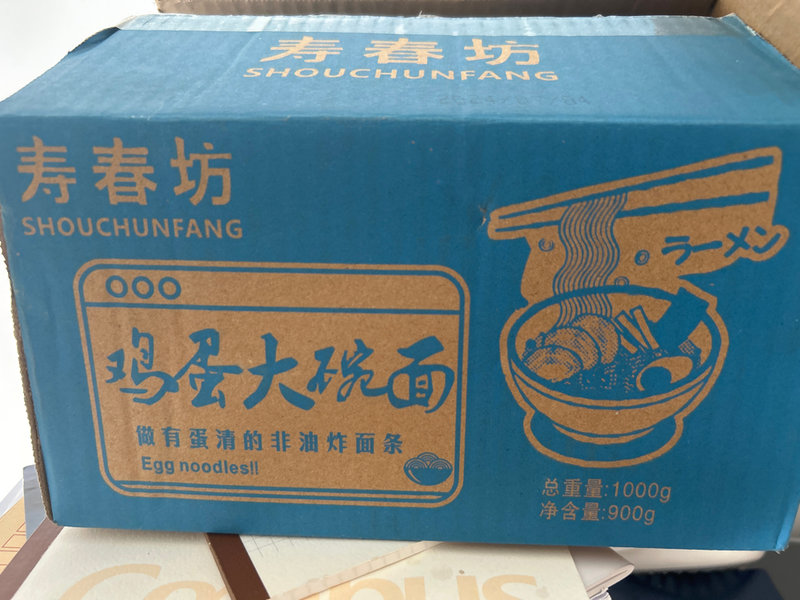 寿春坊
SHOUCHUNFANG
寿春坊
SHOUCHUNFANG
ラーメン
鸡蛋大碗面
做有蛋清的非油炸面条
Egg noodles!!
总重量:1000g
净含量:900g
Campus